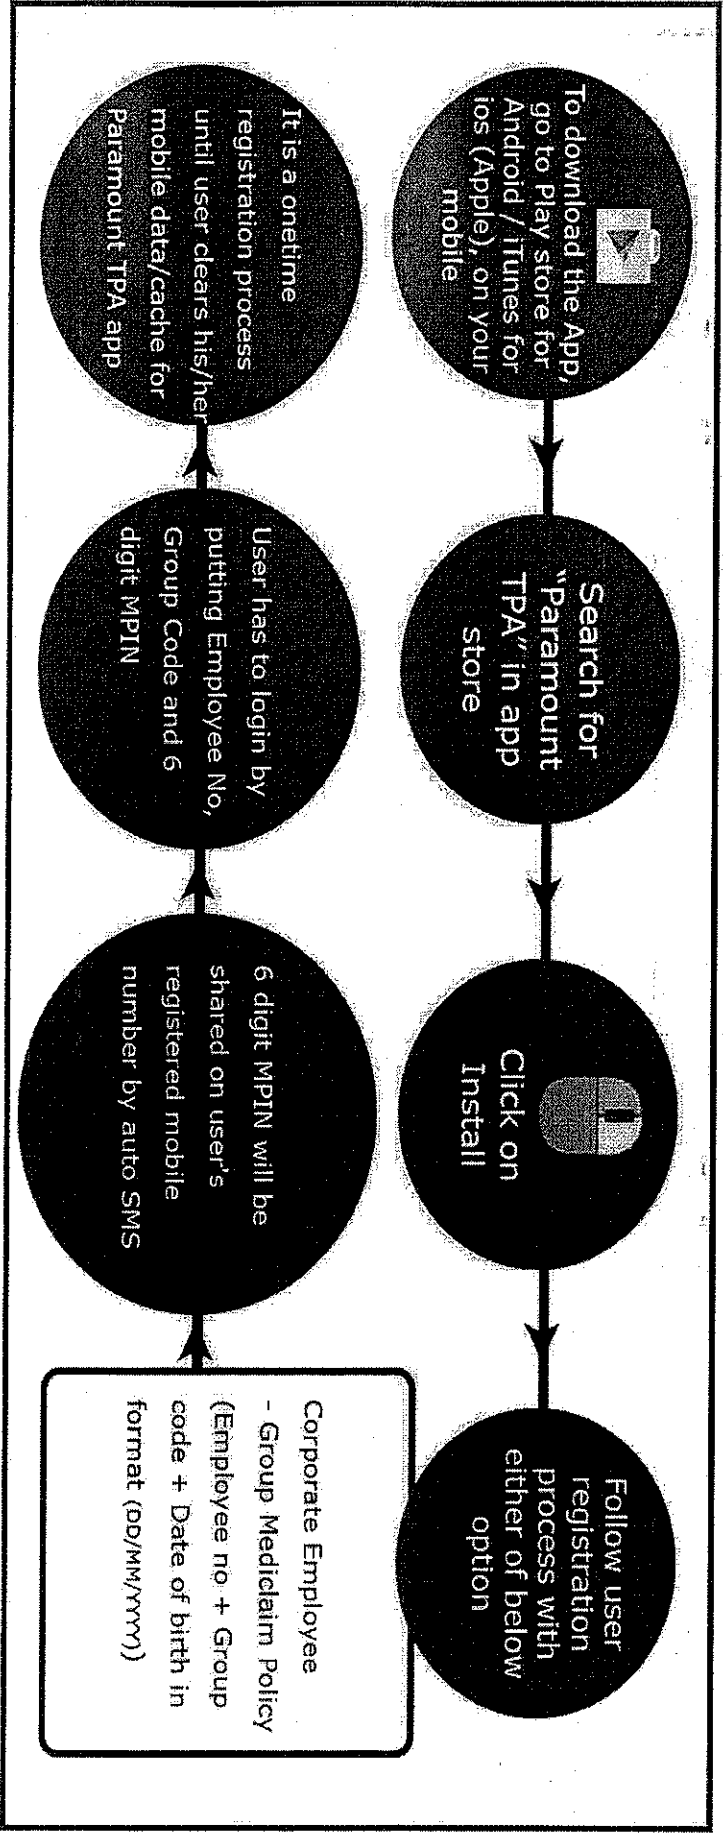 To download the App,
go to Play store for
Android / iTunes for
ios (Apple), on your
mobile
Search for
“Paramount
TPA” in app
store
Click on
Install
Follow user
registration
process with
either of below
option
Corporate Employee
- Group Mediclaim Policy
(Employee no + Group
code + Date of birth in
format (DD/MM/YYYY))
6 digit MPIN will be
shared on user's
registered mobile
number by auto SMS
User has to login by
putting Employee No,
Group Code and 6
digit MPIN
It is a onetime
registration process
until user clears his/her
mobile data/cache for
Paramount TPA app